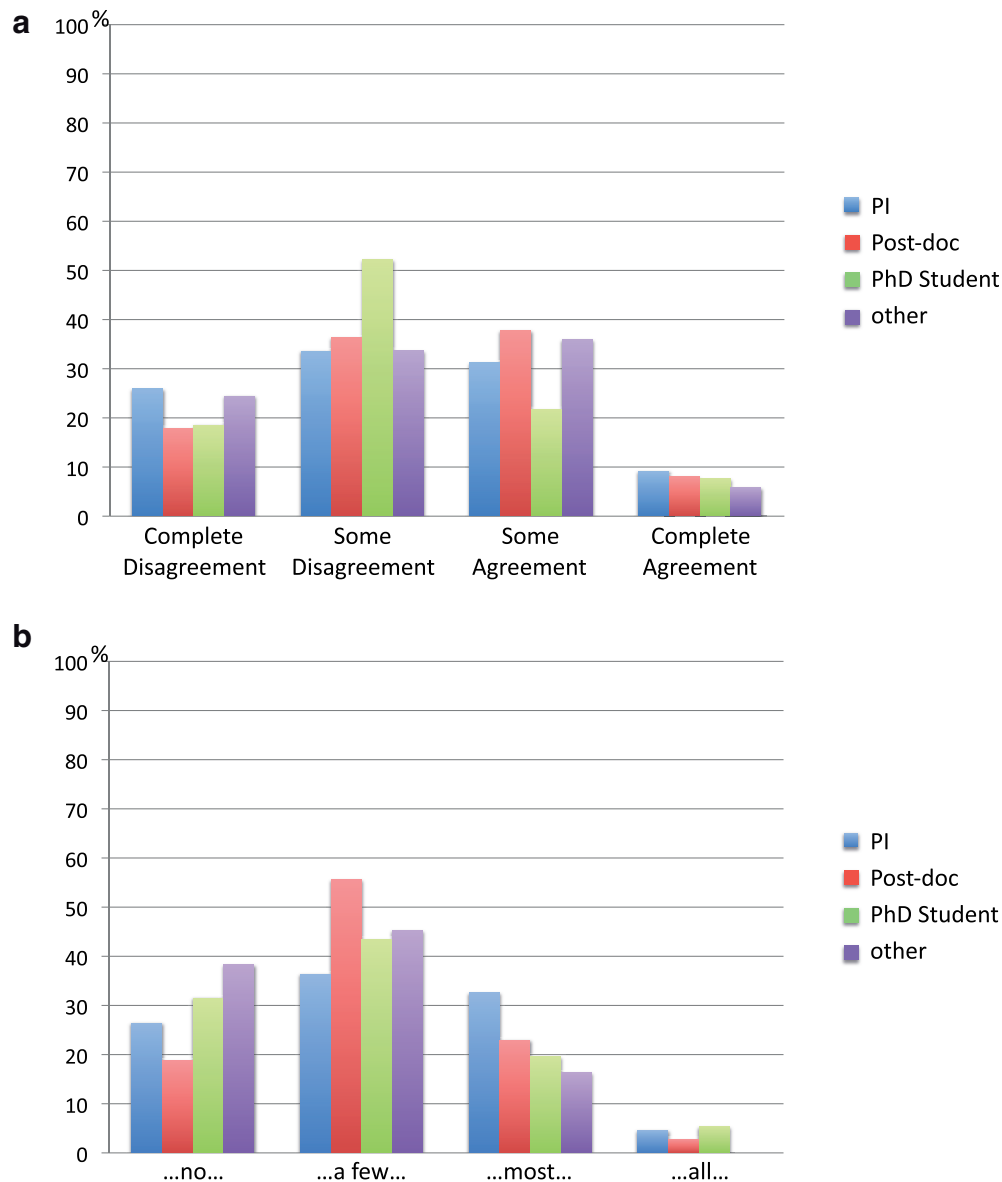 a
%
100
90
80
70
60
50
40
30
20
10
0
Complete Disagreement
Some Disagreement
Some Agreement
Complete Agreement
PI
Post-doc
PhD Student
other
b
%
100
90
80
70
60
50
40
30
20
10
0
...no...
...a few...
...most...
...all...
PI
Post-doc
PhD Student
other